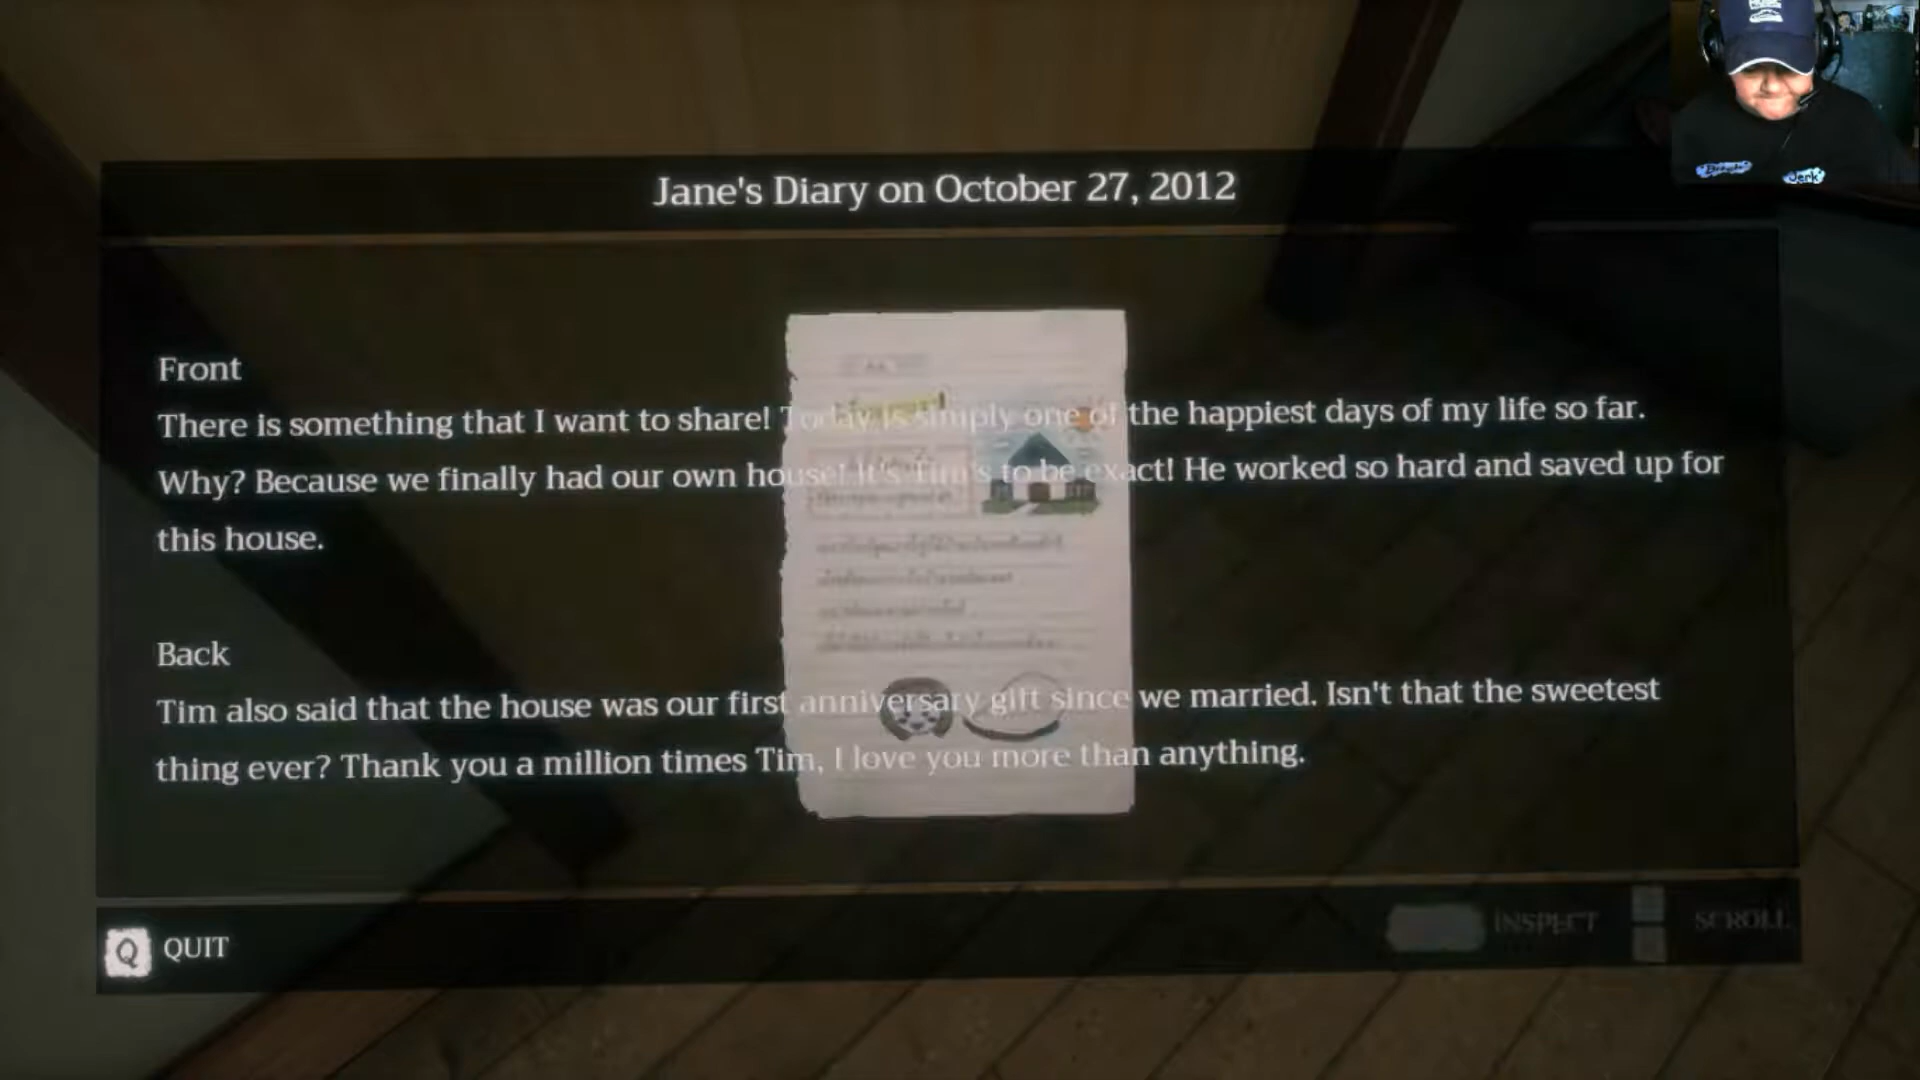 Jane's Diary on October 27, 2012
Front
There is something that I want to share! Today is simply one of the happiest days of my life so far.
Why? Because we finally had our own house! It's Tim's to be exact! He worked so hard and saved up for
this house.
Back
Tim also said that the house was our first anniversary gift since we married. Isn't that the sweetest
thing ever? Thank you a million times Tim, I love you more than anything.
Q QUIT
INSPECT
SCROLL
Jerk